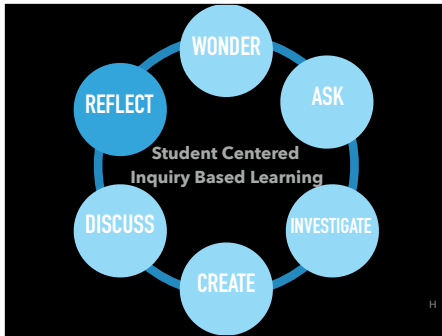 WONDER
ASK
REFLECT
Student Centered
Inquiry Based Learning
INVESTIGATE
DISCUSS
CREATE
H